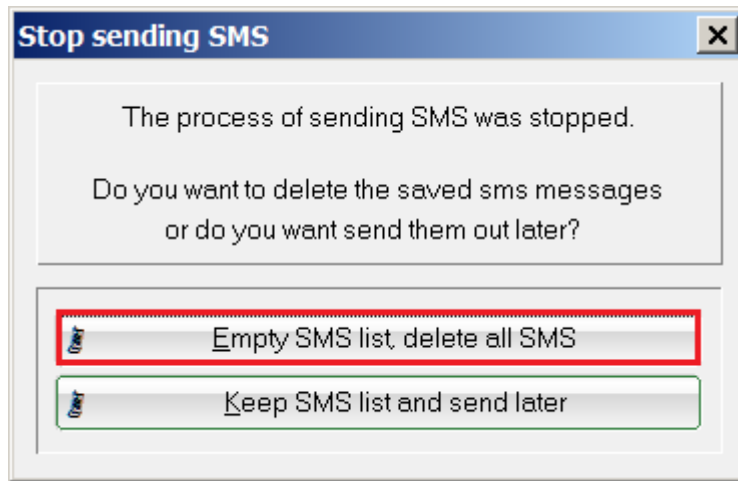 Stop sending SMS
The process of sending SMS was stopped.
Do you want to delete the saved sms messages
or do you want send them out later?
Empty SMS list, delete all SMS
Keep SMS list and send later